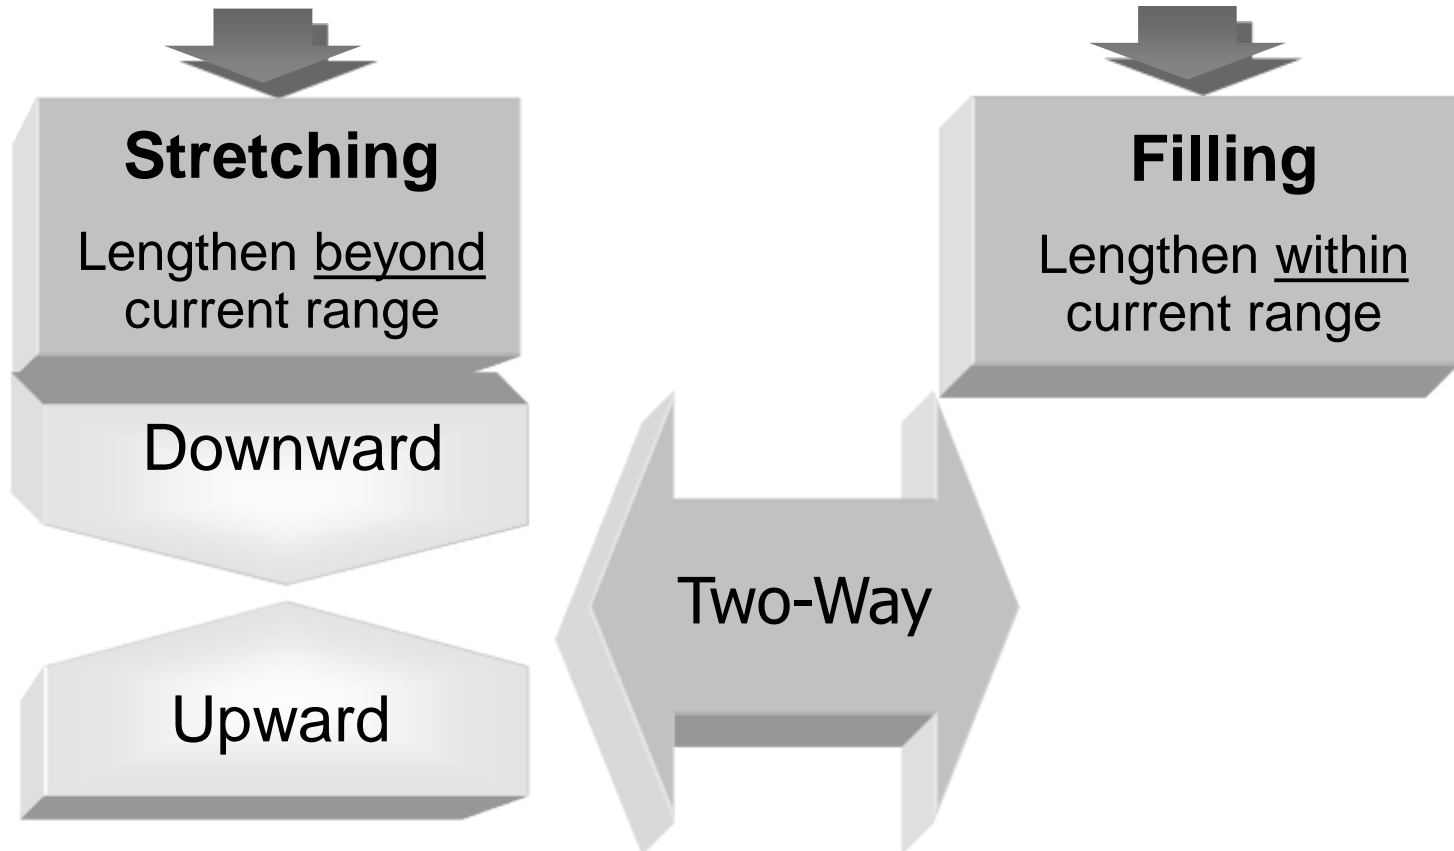 Stretching
Lengthen beyond
current range
Filling
Lengthen within
current range
Downward
Two-Way
Upward